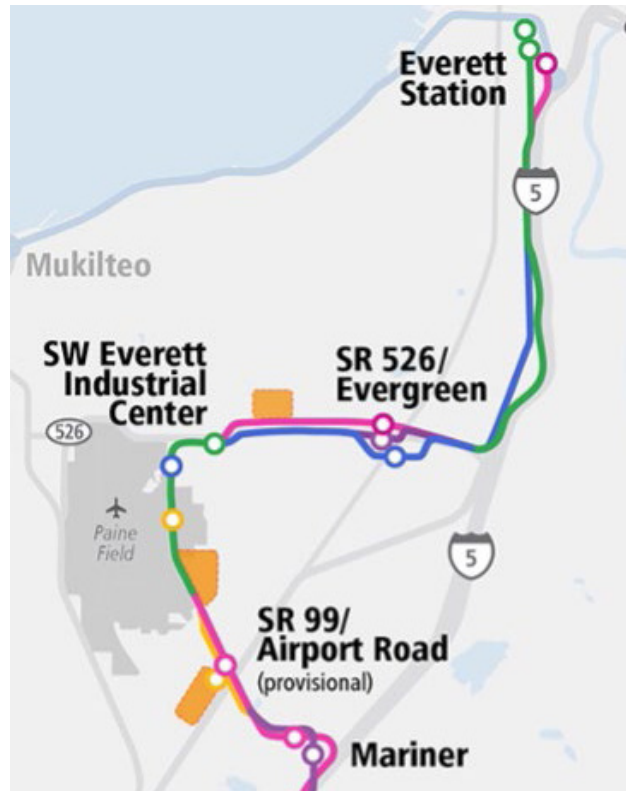 Everett
Station
5
Mukilteo
SW Everett
Industrial
Center
SR 526/
Evergreen
526
Paine
Field
5
SR 99/
Airport Road
(provisional)
Mariner